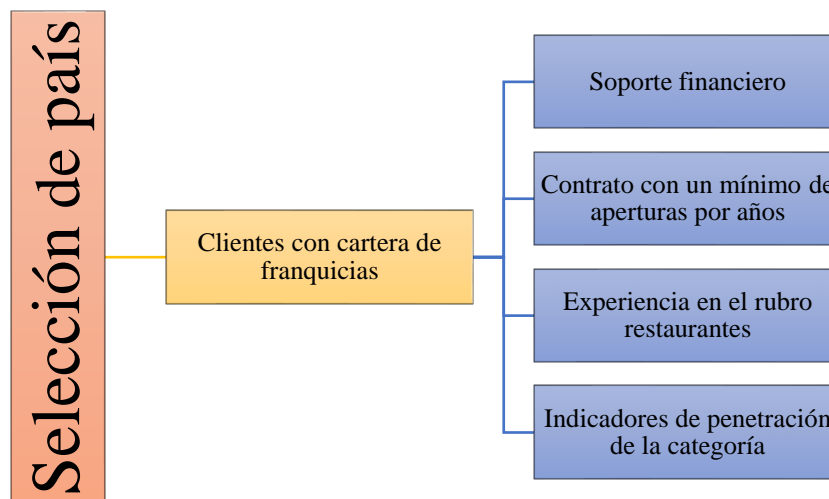 Selección de país
Clientes con cartera de
franquicias
Soporte financiero
Contrato con un mínimo de
aperturas por años
Experiencia en el rubro
restaurantes
Indicadores de penetración
de la categoría